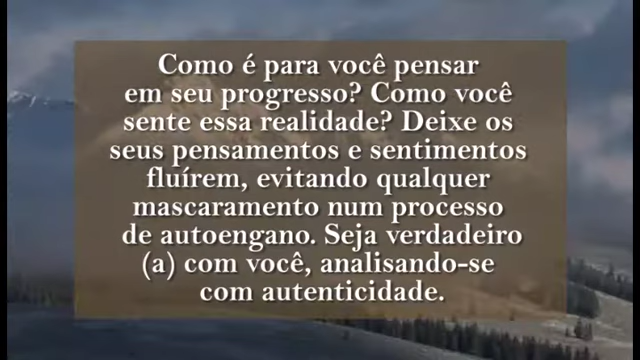 Como é para você pensar
em seu progresso? Como você
sente essa realidade? Deixe os
seus pensamentos e sentimentos
fluírem, evitando qualquer
mascaramento num processo
de autoengano. Seja verdadeiro
(a) com você, analisando-se
com autenticidade.